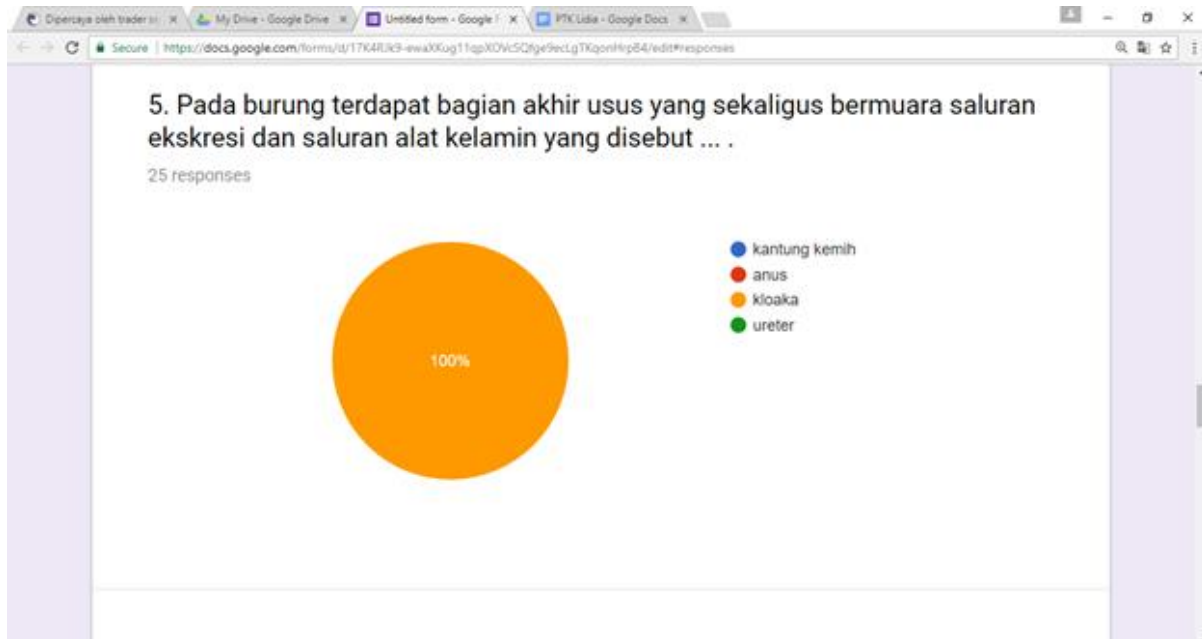 Dipercaya oleh trader
My Drive - Google Drive
Untitled form - Google
PTK Lidia - Google Docs
Secure
5. Pada burung terdapat bagian akhir usus yang sekaligus bermuara saluran
ekskresi dan saluran alat kelamin yang disebut ... .
25 responses
100%
kantung kemih
anus
kloaka
ureter